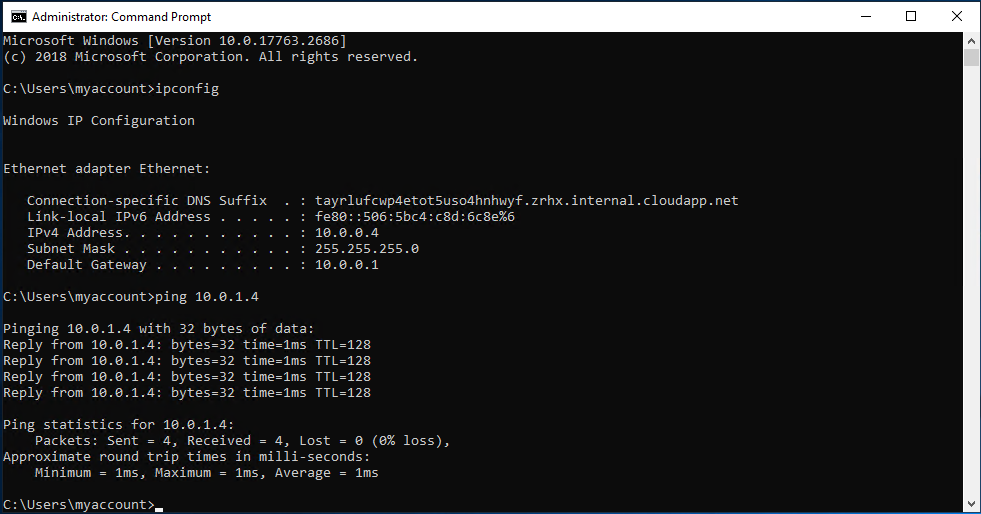 Administrator: Command Prompt
Microsoft Windows [Version 10.0.17763.2686]
(c) 2018 Microsoft Corporation. All rights reserved.
C:\Users\myaccount>ipconfig
Windows IP Configuration
Ethernet adapter Ethernet:
Connection-specific DNS Suffix  . : tayrlufcwp4etot5uso4hnhwyf.zrhx.internal.cloudapp.net
Link-local IPv6 Address . . . . . : fe80::506:5bc4:c8d:6c8e%6
IPv4 Address. . . . . . . . . . . : 10.0.0.4
Subnet Mask . . . . . . . . . . . : 255.255.255.0
Default Gateway . . . . . . . . . : 10.0.0.1
C:\Users\myaccount>ping 10.0.1.4
Pinging 10.0.1.4 with 32 bytes of data:
Reply from 10.0.1.4: bytes=32 time=1ms TTL=128
Reply from 10.0.1.4: bytes=32 time=1ms TTL=128
Reply from 10.0.1.4: bytes=32 time=1ms TTL=128
Reply from 10.0.1.4: bytes=32 time=1ms TTL=128
Ping statistics for 10.0.1.4:
Packets: Sent = 4, Received = 4, Lost = 0 (0% loss),
Approximate round trip times in milli-seconds:
Minimum = 1ms, Maximum = 1ms, Average = 1ms
C:\Users\myaccount>